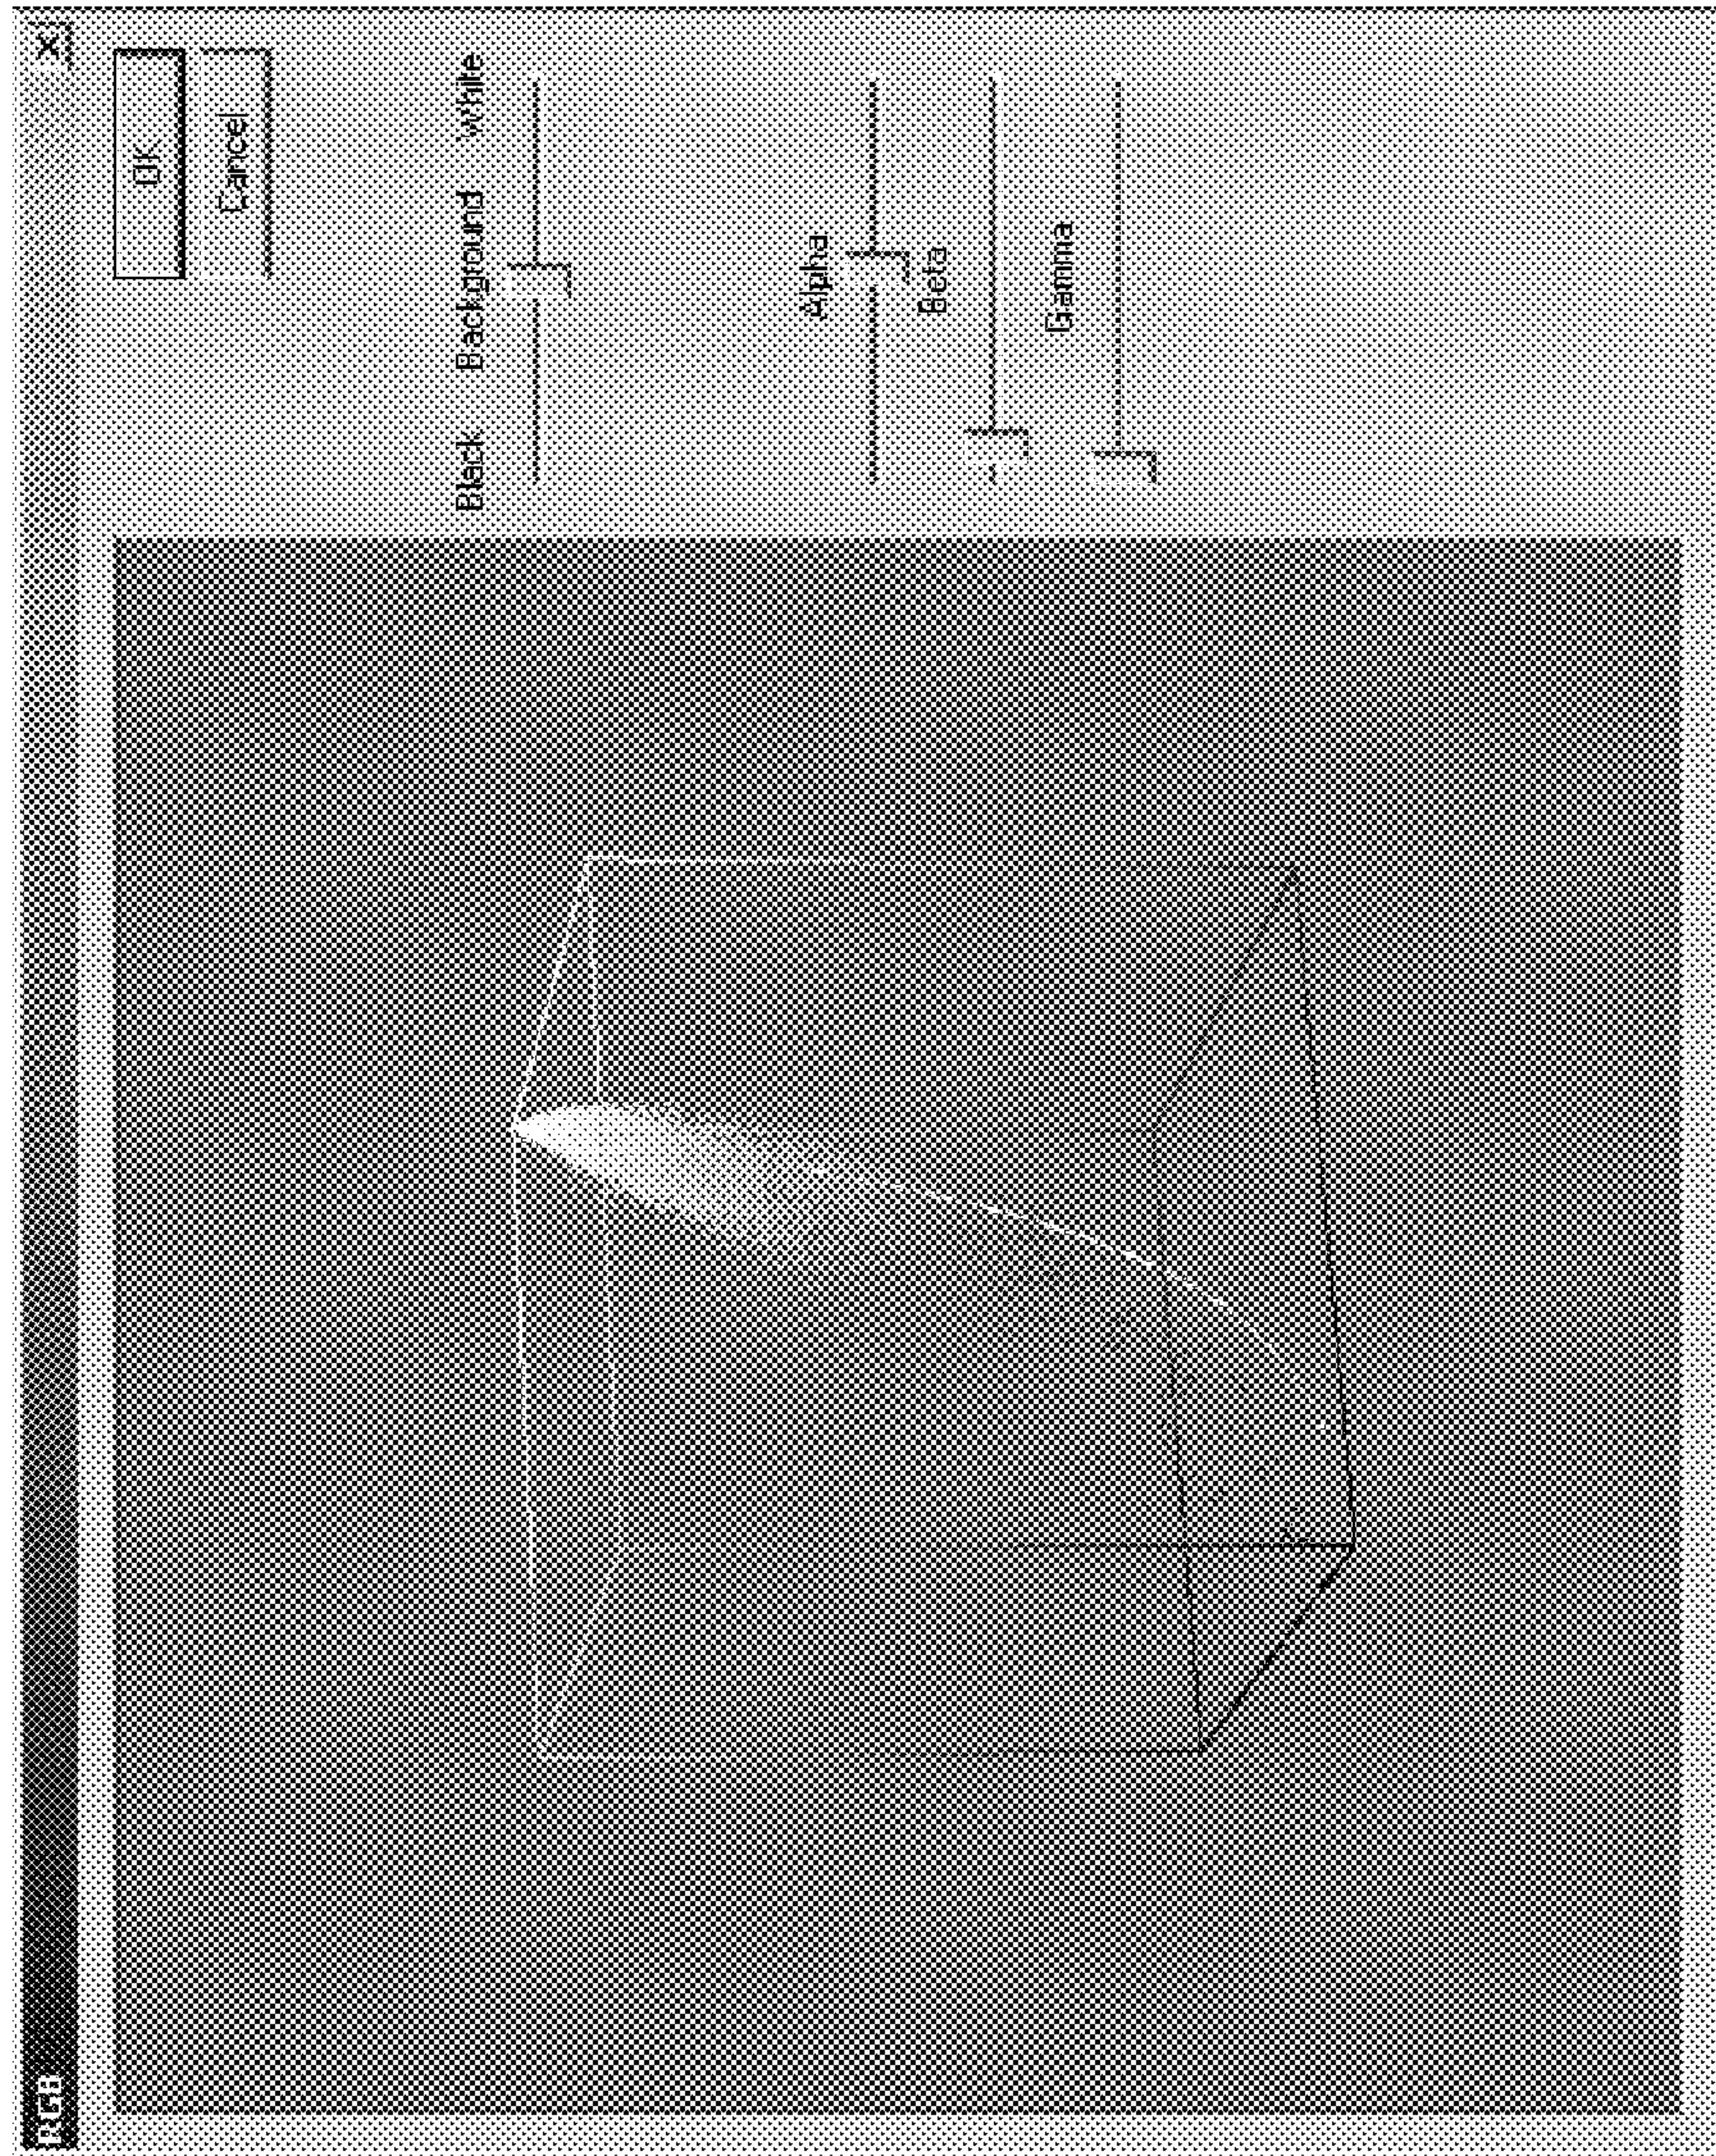 RGB X
OK
Cancel
Black Background White
Alpha
Beta
Gamma